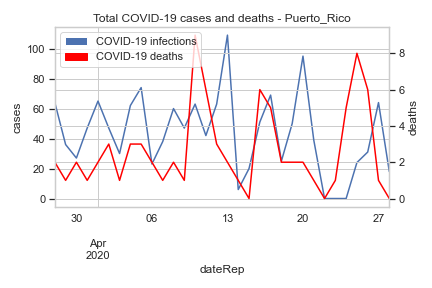 Total COVID-19 cases and deaths - Puerto_Rico
COVID-19 infections
COVID-19 deaths
cases
100
80
60
40
20
0
deaths
8
6
4
2
0
30
06
13
20
27
Apr
2020
dateRep